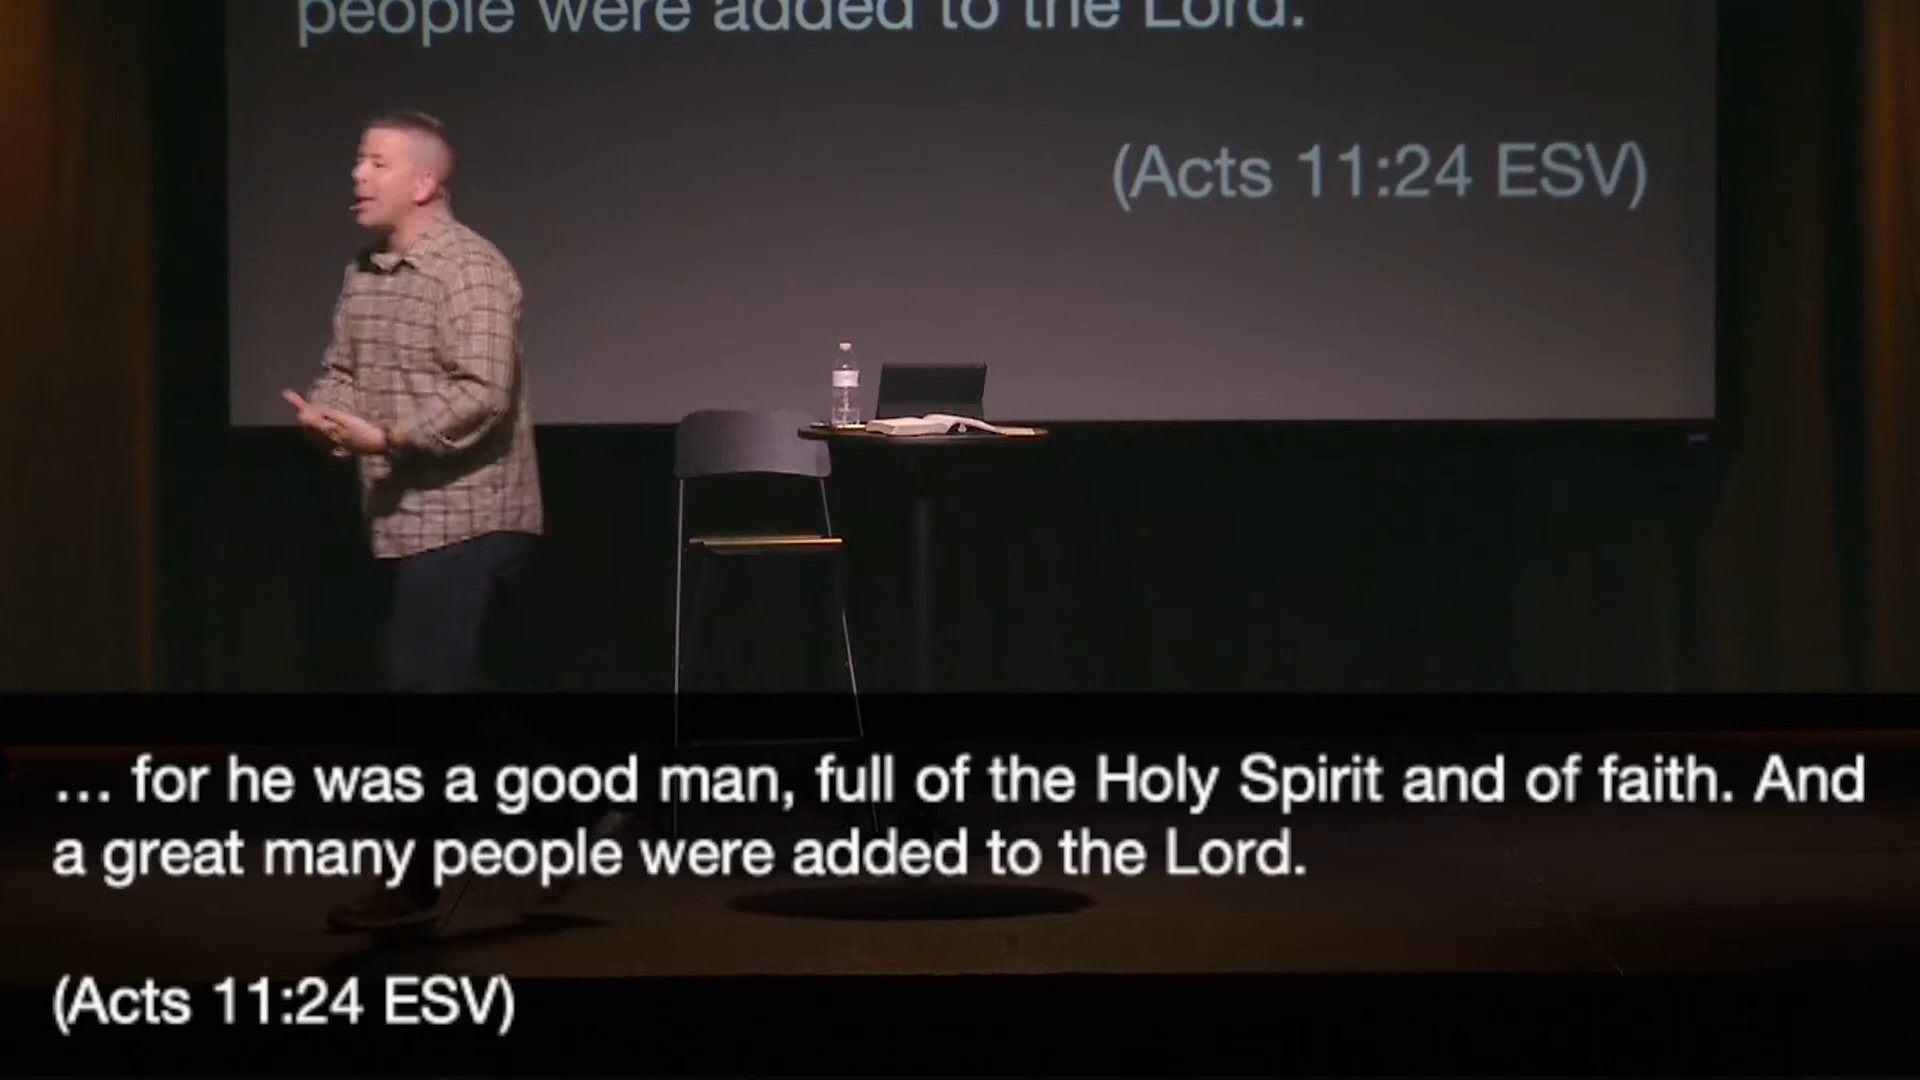 people were added to the Lord.
(Acts 11:24 ESV)
… for he was a good man, full of the Holy Spirit and of faith. And
a great many people were added to the Lord.
(Acts 11:24 ESV)